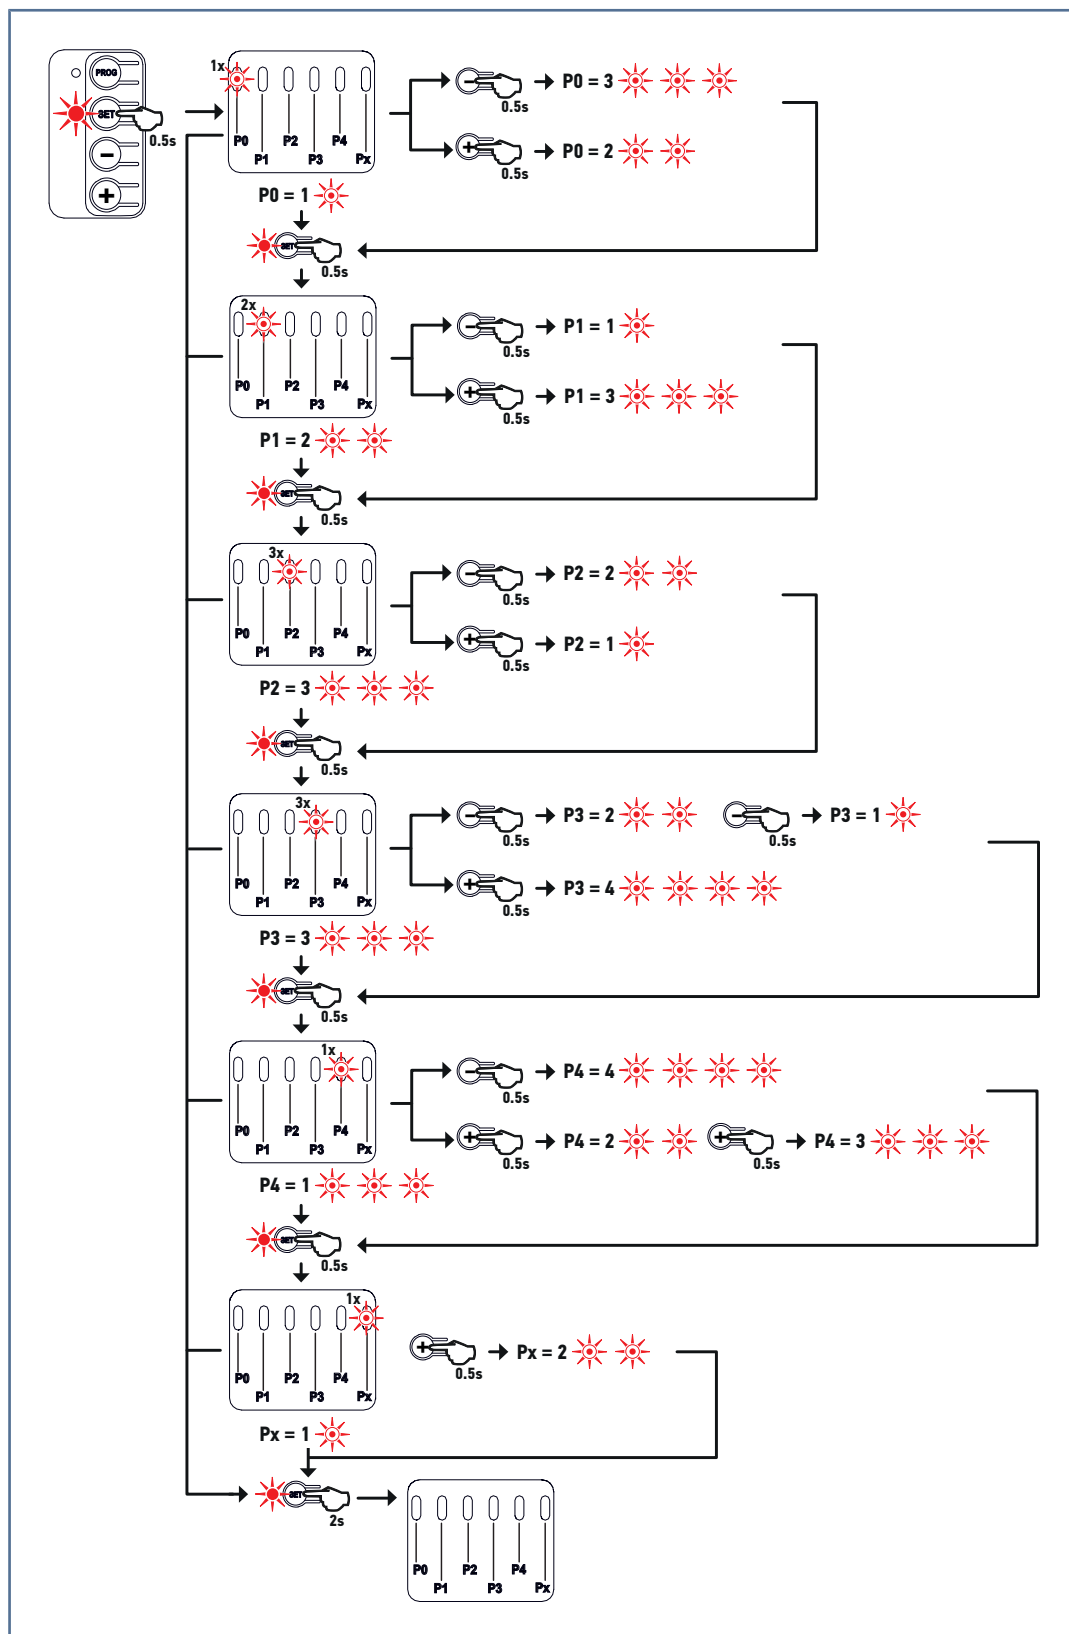 PROG
SET
0.5s
−
+
1x
P0 P2 P4
P1 P3 Px
0.5s
P0 = 3
0.5s
P0 = 2
P0 = 1
SET
0.5s
2x
P0 P2 P4
P1 P3 Px
−
0.5s
P1 = 1
+
0.5s
P1 = 3
P1 = 2
SET
0.5s
3x
P0 P2 P4
P1 P3 Px
−
0.5s
P2 = 2
+
0.5s
P2 = 1
P2 = 3
SET
0.5s
3x
P0 P2 P4
P1 P3 Px
−
0.5s
P3 = 2
−
0.5s
P3 = 1
+
0.5s
P3 = 4
P3 = 3
SET
0.5s
1x
P0 P2 P4
P1 P3 Px
−
0.5s
P4 = 4
+
0.5s
P4 = 2
+
0.5s
P4 = 3
P4 = 1
SET
0.5s
1x
P0 P2 P4
P1 P3 Px
+
0.5s
Px = 2
Px = 1
SET
2s
P0 P2 P4
P1 P3 Px